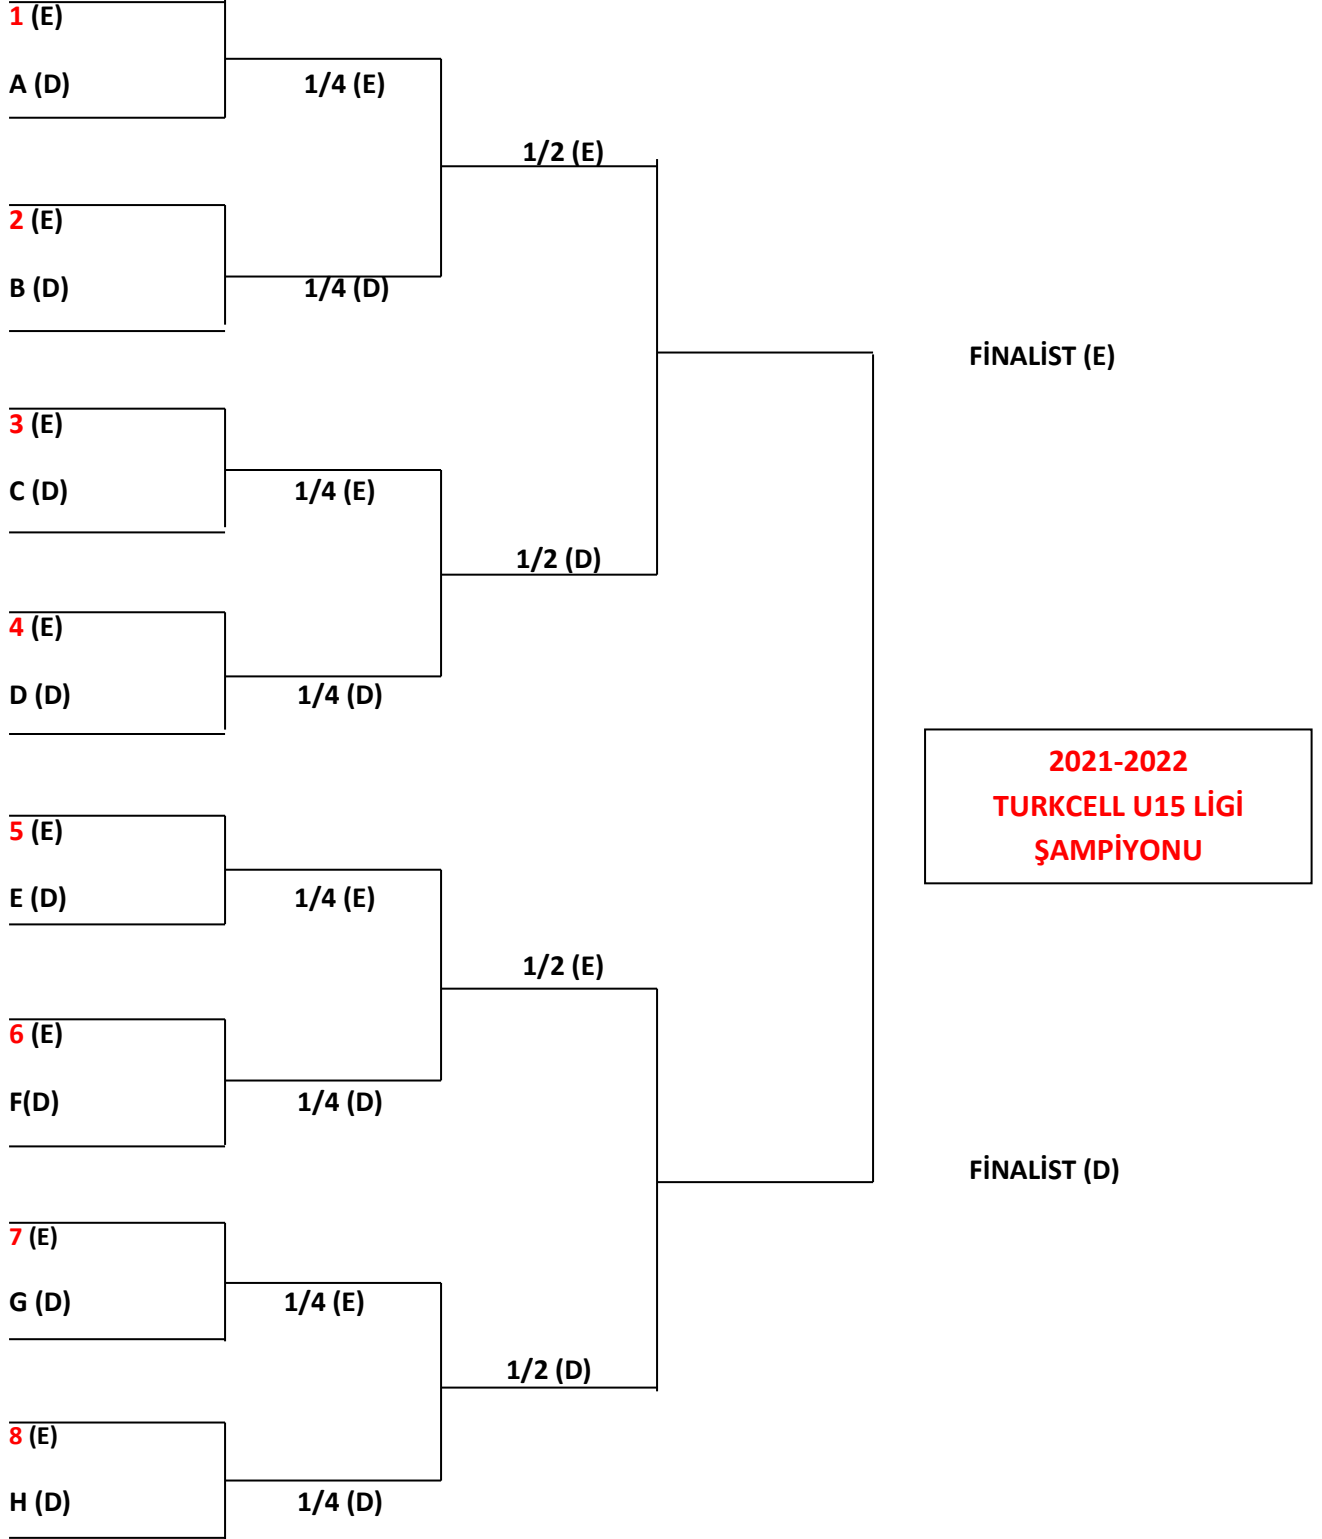 1 (E)
A (D)
1/4 (E)
1/2 (E)
2 (E)
B (D)
1/4 (D)
FİNALİST (E)
3 (E)
C (D)
1/4 (E)
1/2 (D)
4 (E)
D (D)
1/4 (D)
2021-2022
TURKCELL U15 LİGİ
ŞAMPİYONU
5 (E)
E (D)
1/4 (E)
1/2 (E)
6 (E)
F(D)
1/4 (D)
FİNALİST (D)
7 (E)
G (D)
1/4 (E)
1/2 (D)
8 (E)
H (D)
1/4 (D)